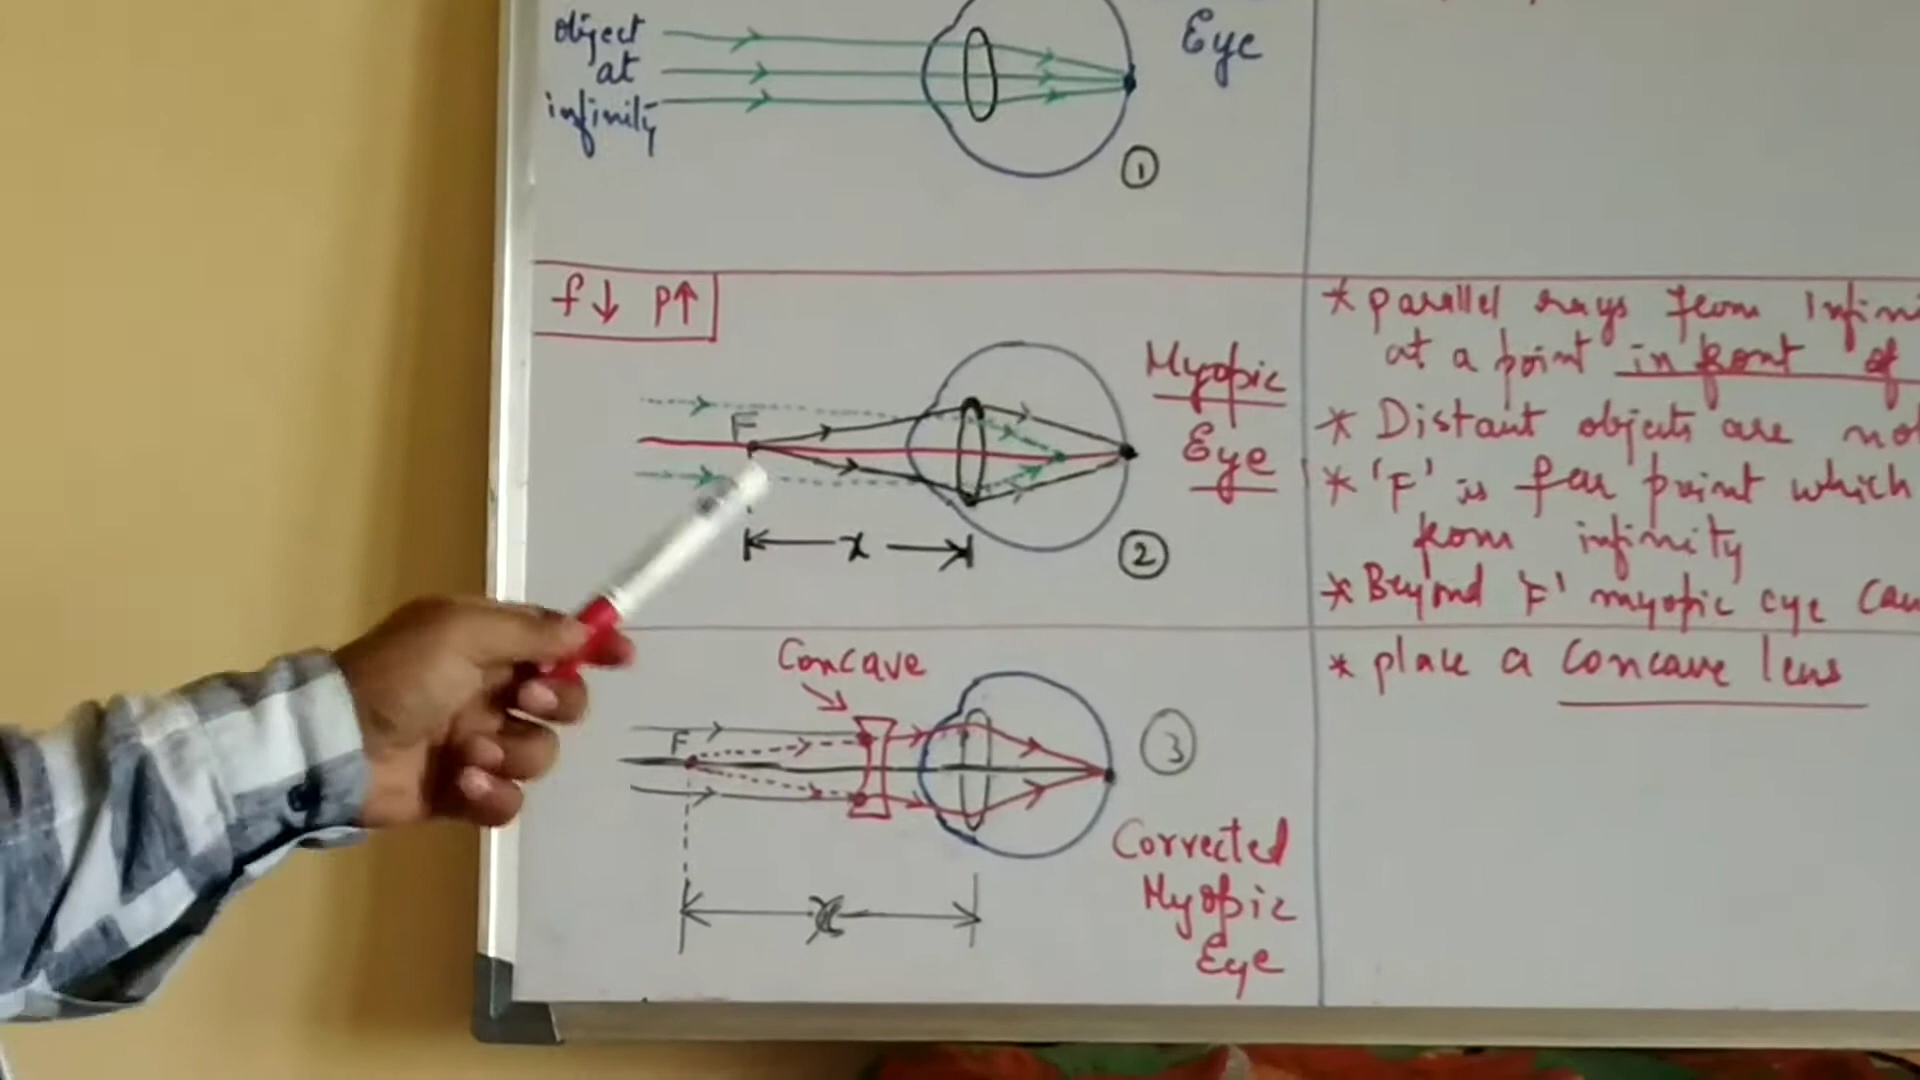 object
at
infinity
Eye
①
f↓ P↑
F
x
Myopic
Eye
②
* parallel rays from Infini
at a point in front of
* Distant objects are not
* 'F' is far point which
from infinity
* Beyond 'F' myopic eye can
Concave
F
x
③
Corrected
Myopic
Eye
* place a concave lens